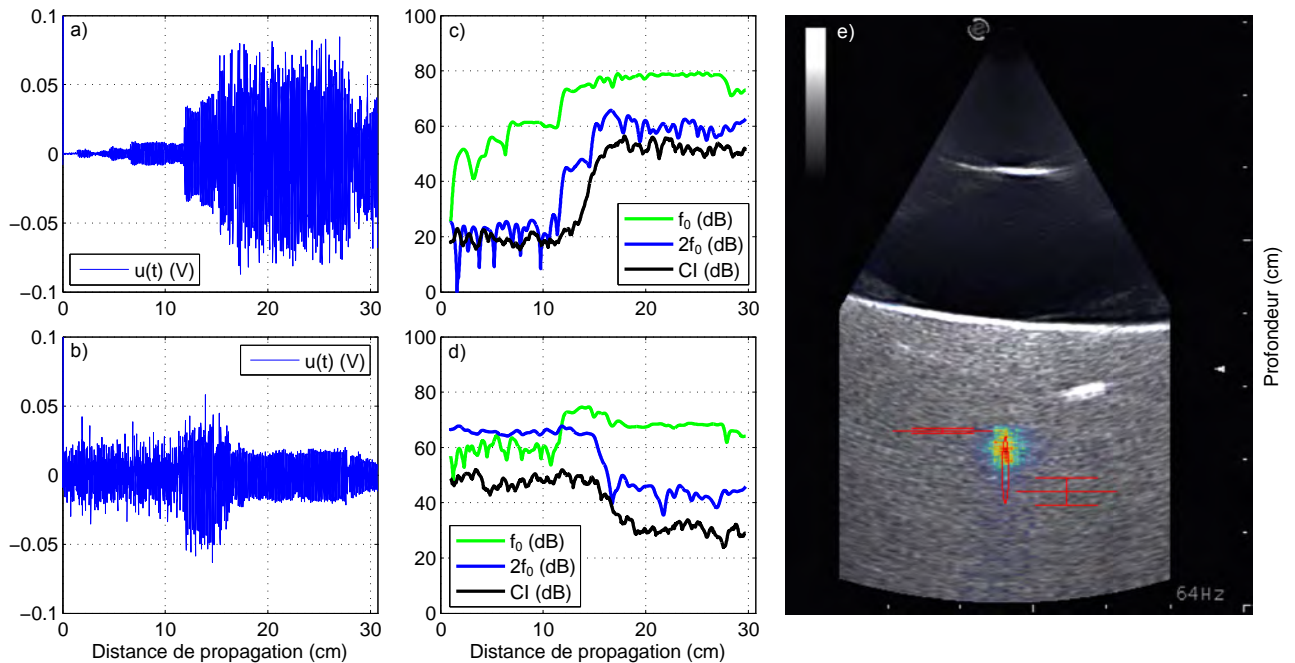 a)
0.1
0.05
0
−0.05
−0.1
0
10
20
30
u(t) (V)
c)
100
80
60
40
20
0
0
10
20
30
f0 (dB)
2f0 (dB)
CI (dB)
b)
0.1
0.05
0
−0.05
−0.1
0
10
20
30
u(t) (V)
Distance de propagation (cm)
d)
100
80
60
40
20
0
0
10
20
30
f0 (dB)
2f0 (dB)
CI (dB)
Distance de propagation (cm)
e)
64Hz
Profondeur (cm)